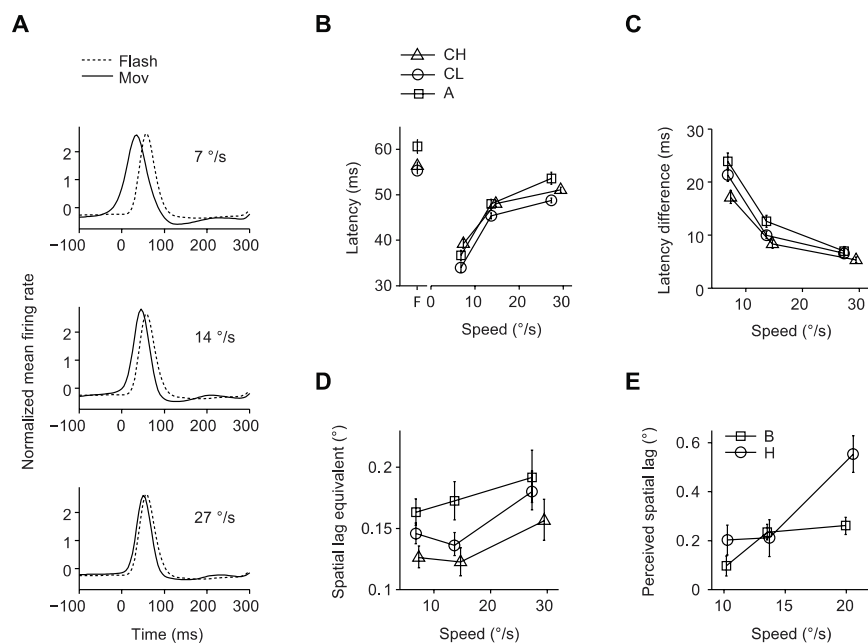 A
B
C
Flash
Mov
CH
CL
A
7 °/s
14 °/s
27 °/s
Normalized mean firing rate
2
1
0
−100 0 100 200 300
2
1
0
−100 0 100 200 300
2
1
0
−100 0 100 200 300
Time (ms)
Latency (ms)
60
50
40
30
F 0 10 20 30
Speed (°/s)
Latency difference (ms)
30
20
10
0
10 20 30
Speed (°/s)
D
E
Spatial lag equivalent (°)
0.2
0.15
0.1
10 20 30
Speed (°/s)
B
H
Perceived spatial lag (°)
0.6
0.4
0.2
0
10 15 20
Speed (°/s)